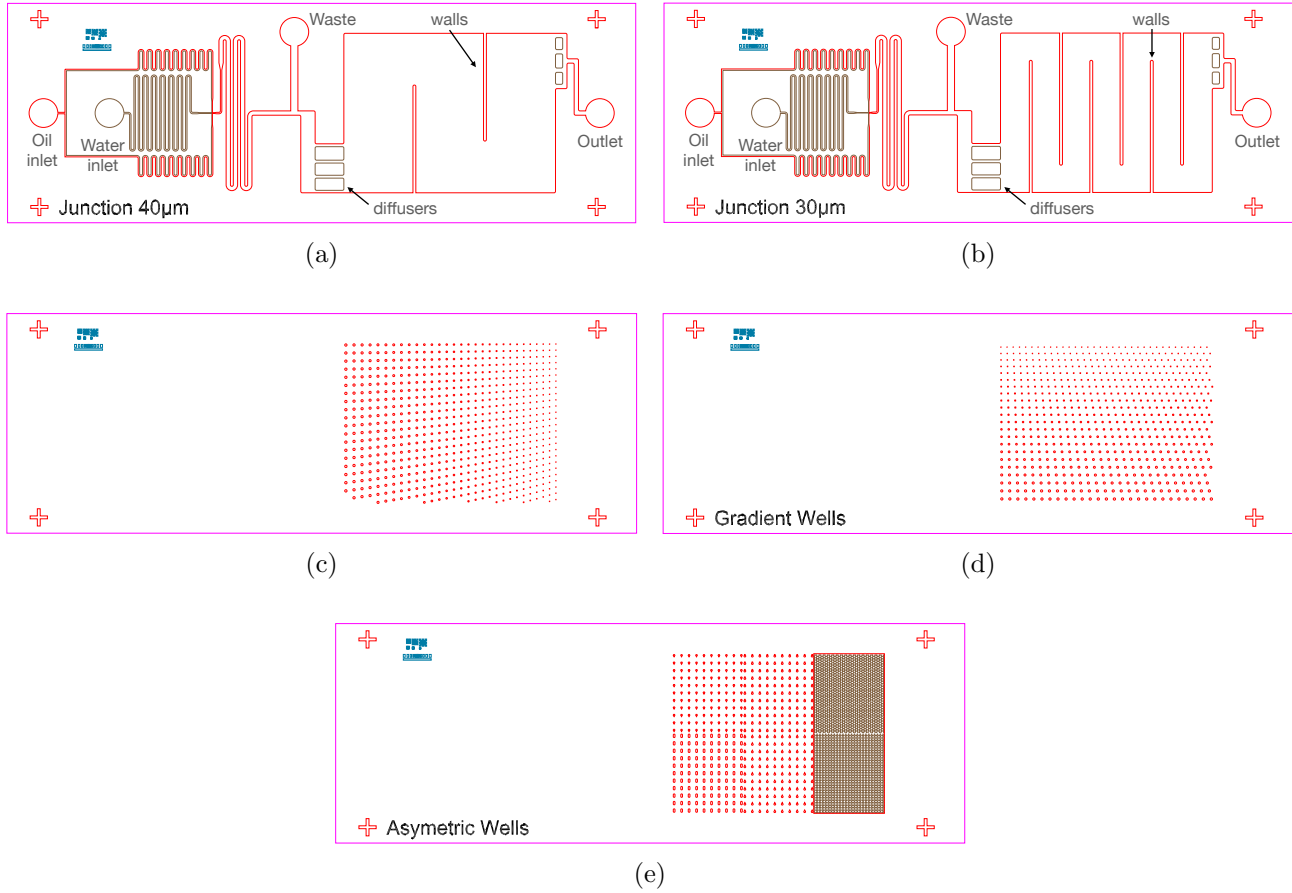 Waste
walls
Oil
inlet
Water
inlet
Outlet
diffusers
Junction 40µm
(a)
Waste
walls
Oil
inlet
Water
inlet
Outlet
diffusers
Junction 30µm
(b)
(c)
Gradient Wells
(d)
Asymetric Wells
(e)